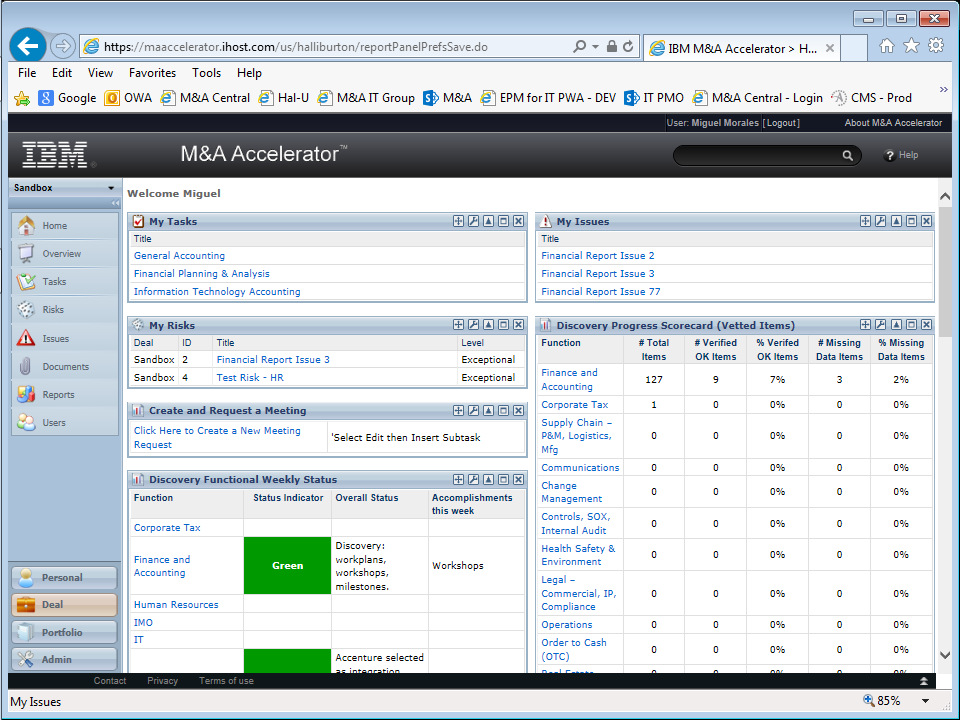 https://maaccelerator.ihost.com/us/halliburton/reportPanelPrefsSave.do
IBM M&A Accelerator > H...
File Edit View Favorites Tools Help
Google OWA M&A Central Hal-U M&A IT Group M&A EPM for IT PWA - DEV IT PMO M&A Central - Login CMS - Prod
User: Miguel Morales [Logout] About M&A Accelerator
IBM M&A Accelerator™ Help
Sandbox
Home
Overview
Tasks
Risks
Issues
Documents
Reports
Users
Personal
Deal
Portfolio
Admin
Welcome Miguel
My Tasks
Title
General Accounting
Financial Planning & Analysis
Information Technology Accounting
My Risks
Deal ID Title Level
Sandbox 2 Financial Report Issue 3 Exceptional
Sandbox 4 Test Risk - HR Exceptional
Create and Request a Meeting
Click Here to Create a New Meeting
Request
'Select Edit then Insert Subtask
Discovery Functional Weekly Status
Function Status Indicator Overall Status Accomplishments
this week
Corporate Tax
Finance and
Accounting
Green
Discovery:
workplans,
workshops,
milestones.
Workshops
Human Resources
IMO
IT
Accenture selected
as integration
My Issues
Title
Financial Report Issue 2
Financial Report Issue 3
Financial Report Issue 77
Discovery Progress Scorecard (Vetted Items)
Function # Total # Verified % Verifed # Missing % Missing
Items OK Items OK Items Data Items Data Items
Finance and
Accounting
127 9 7% 3 2%
Corporate Tax 1 0 0% 0 0%
Supply Chain –
P&M, Logistics,
Mfg
0 0 0% 0 0%
Communications 0 0 0% 0 0%
Change
Management
0 0 0% 0 0%
Controls, SOX,
Internal Audit
0 0 0% 0 0%
Health Safety &
Environment
0 0 0% 0 0%
Legal –
Commercial, IP,
Compliance
0 0 0% 0 0%
Operations 0 0 0% 0 0%
Order to Cash
(OTC)
0 0 0% 0 0%
Real Estate 0 0 0% 0 0%
Contact Privacy Terms of use
My Issues 85%